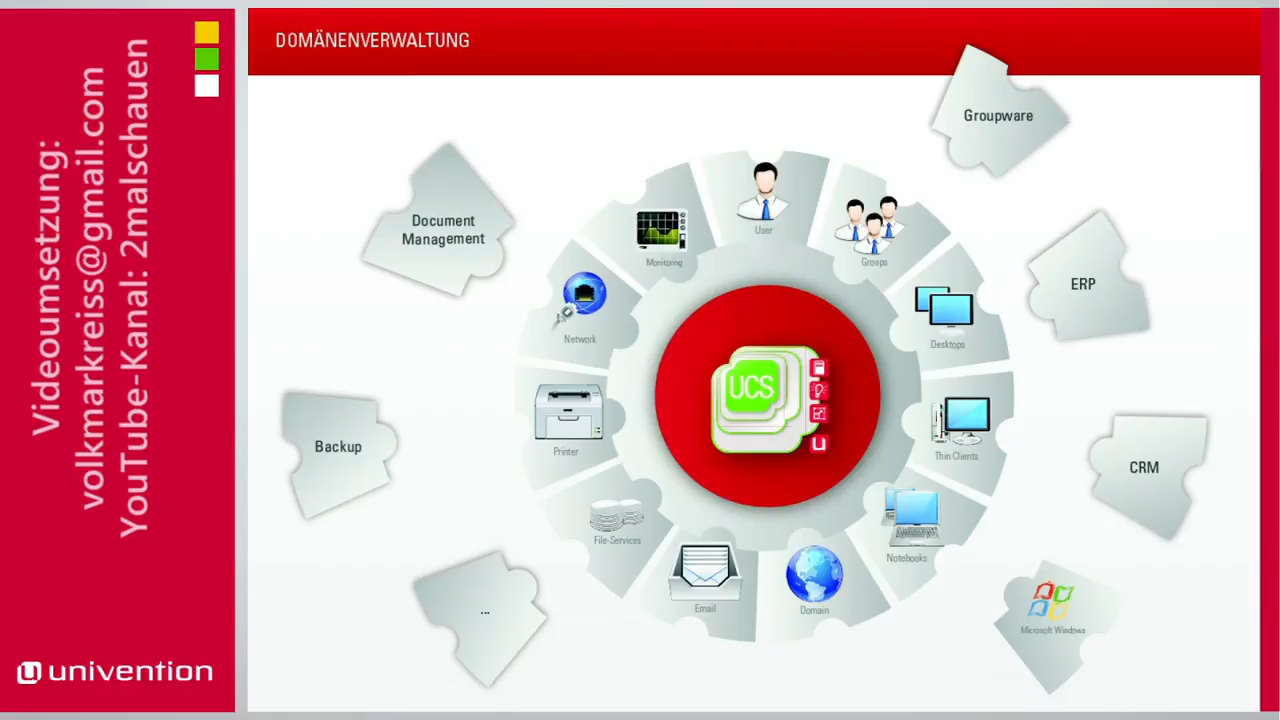 Videoumsetzung:
volkmarkreiss@gmail.com
YouTube-Kanal: 2malschauen
univention
DOMÄNENVERWALTUNG
Groupware
Document
Management
User
Monitoring
Groups
ERP
Network
Desktops
UCS
Printer
Thin Clients
Backup
CRM
File-Services
Notebooks
Email
Domain
...
Microsoft Windows